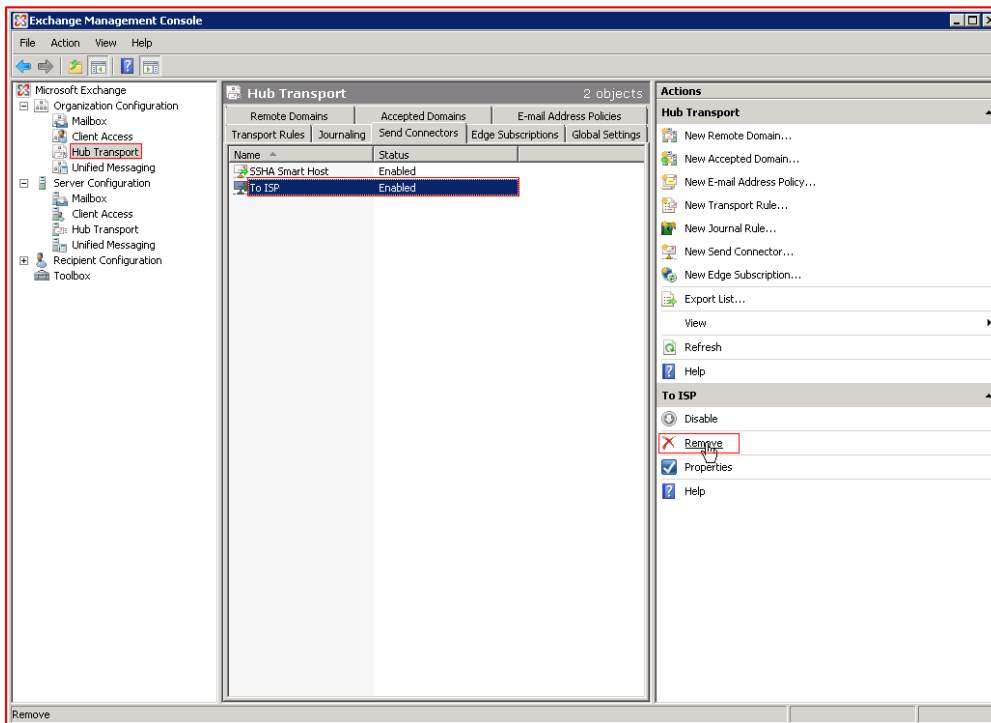 Exchange Management Console
File Action View Help
Microsoft Exchange
Organization Configuration
Mailbox
Client Access
Hub Transport
Unified Messaging
Server Configuration
Mailbox
Client Access
Hub Transport
Unified Messaging
Recipient Configuration
Toolbox
Hub Transport 2 objects
Remote Domains Accepted Domains E-mail Address Policies
Transport Rules Journaling Send Connectors Edge Subscriptions Global Settings
Name Status
SSHA Smart Host Enabled
To ISP Enabled
Actions
Hub Transport
New Remote Domain...
New Accepted Domain...
New E-mail Address Policy...
New Transport Rule...
New Journal Rule...
New Send Connector...
New Edge Subscription...
Export List...
View
Refresh
Help
To ISP
Disable
Remove
Properties
Help
Remove